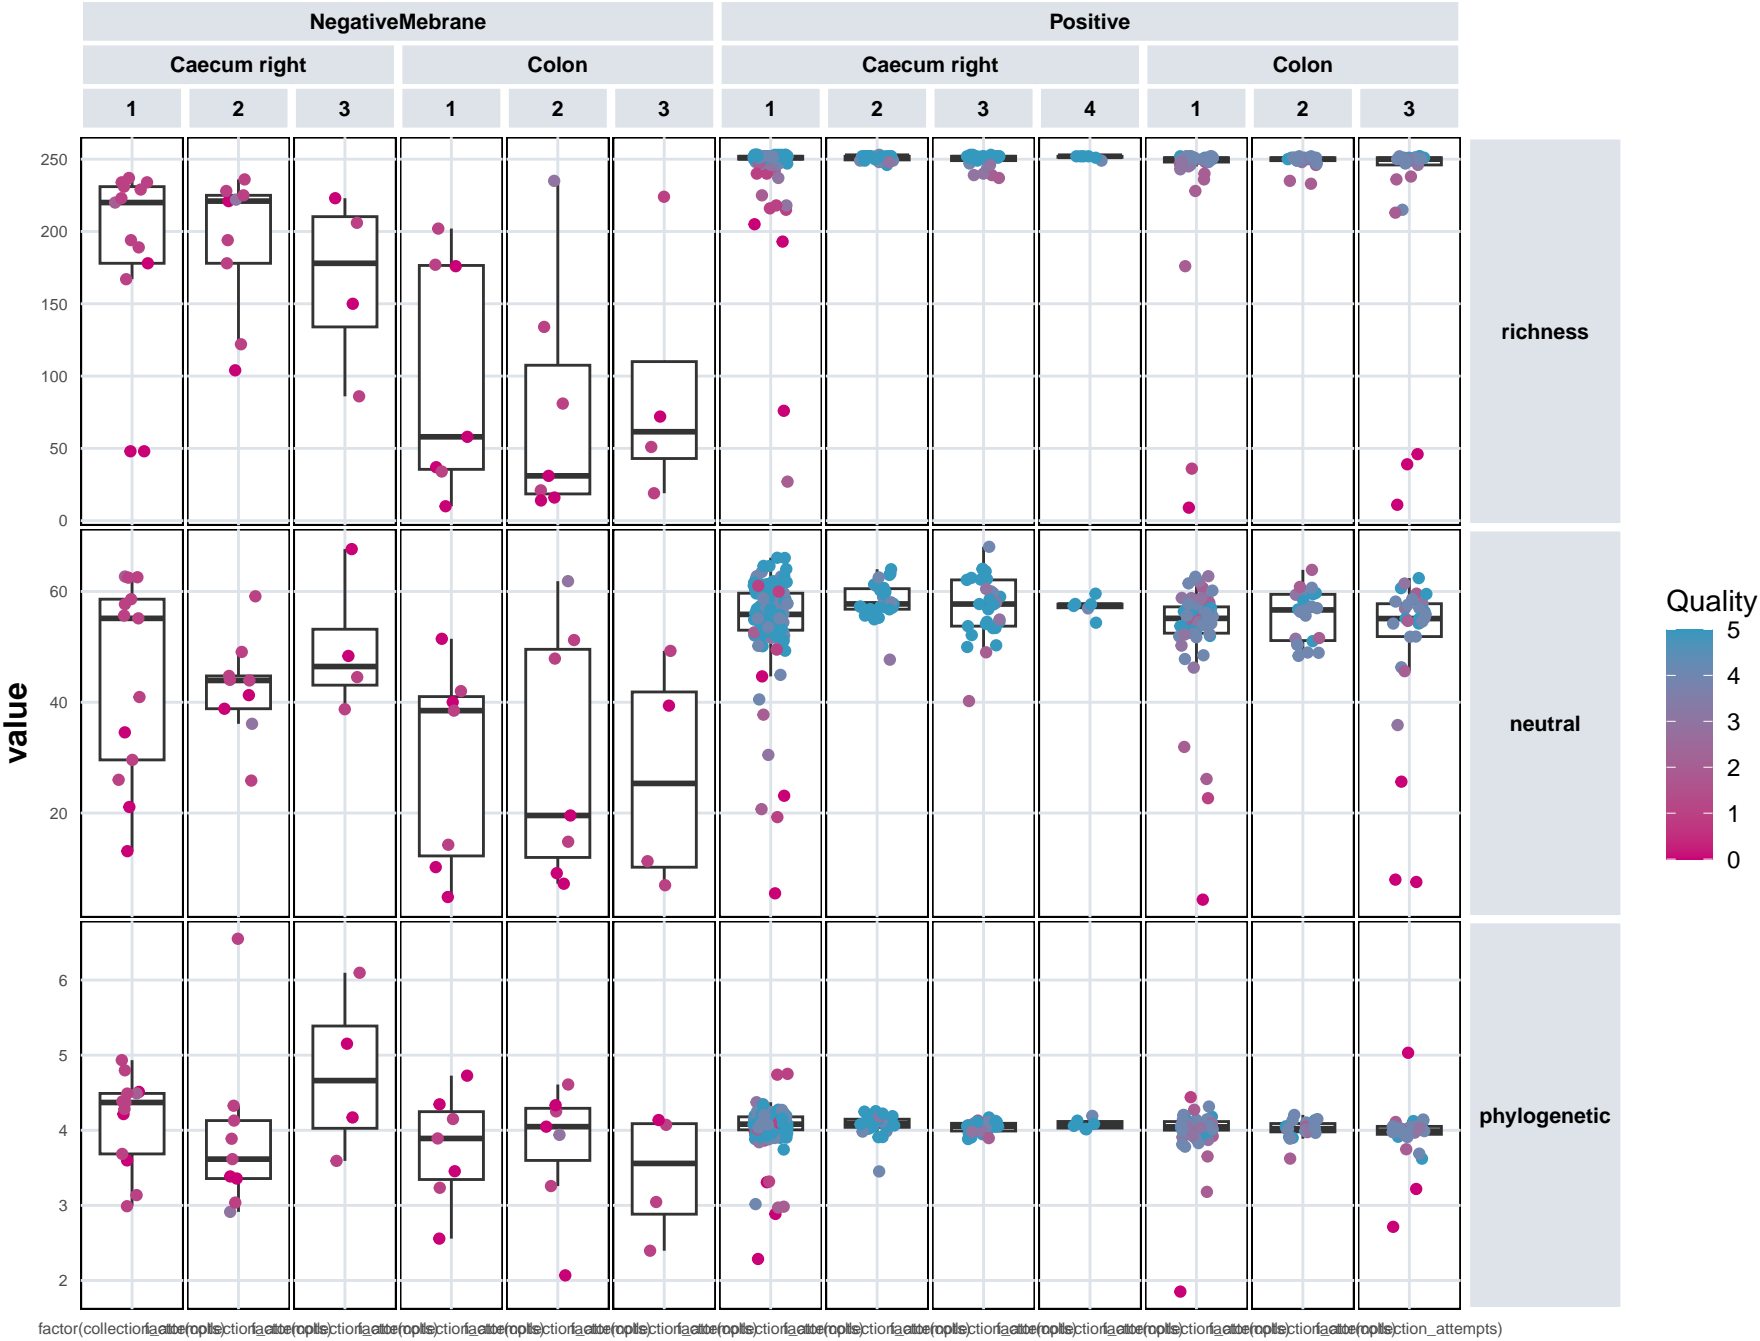 NegativeMebrane Positive
Caecum right Colon Caecum right Colon
1 2 3 1 2 3 1 2 3 4 1 2 3
250
200
150
100
50
0
richness
60
40
20
neutral
6
5
4
3
2
phylogenetic
value
Quality
5
4
3
2
1
0